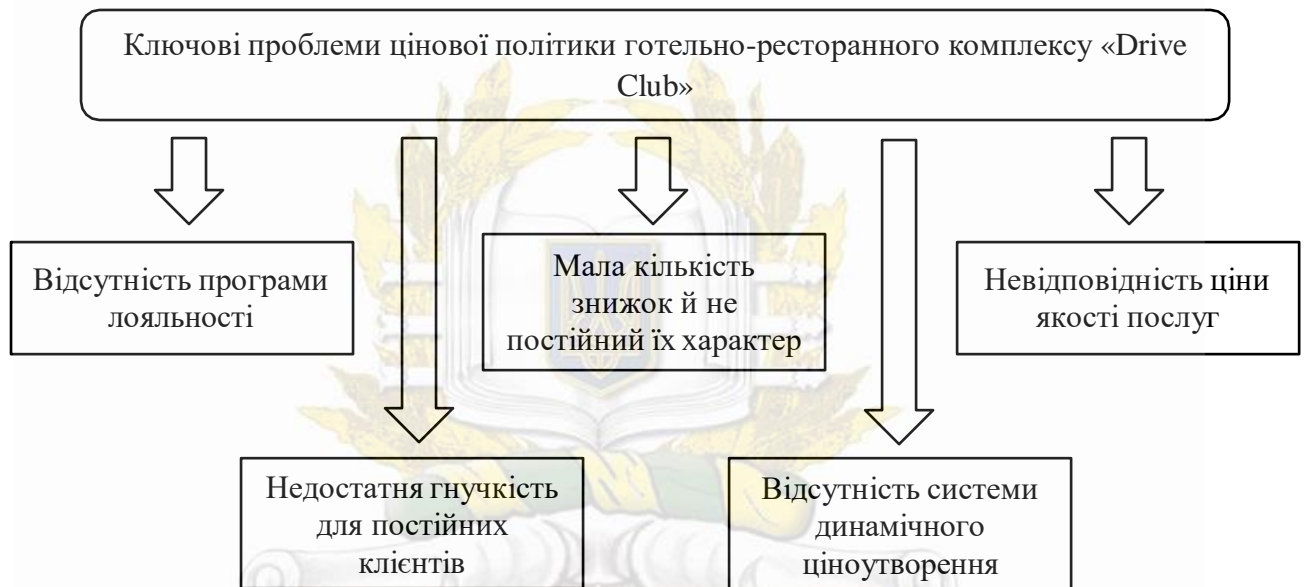 Ключові проблеми цінової політики готельно-ресторанного комплексу «Drive
Club»
Відсутність програми
лояльності
Мала кількість
знижок й не
постійний їх характер
Невідповідність ціни
якості послуг
Недостатня гнучкість
для постійних
клієнтів
Відсутність системи
динамічного
ціноутворення